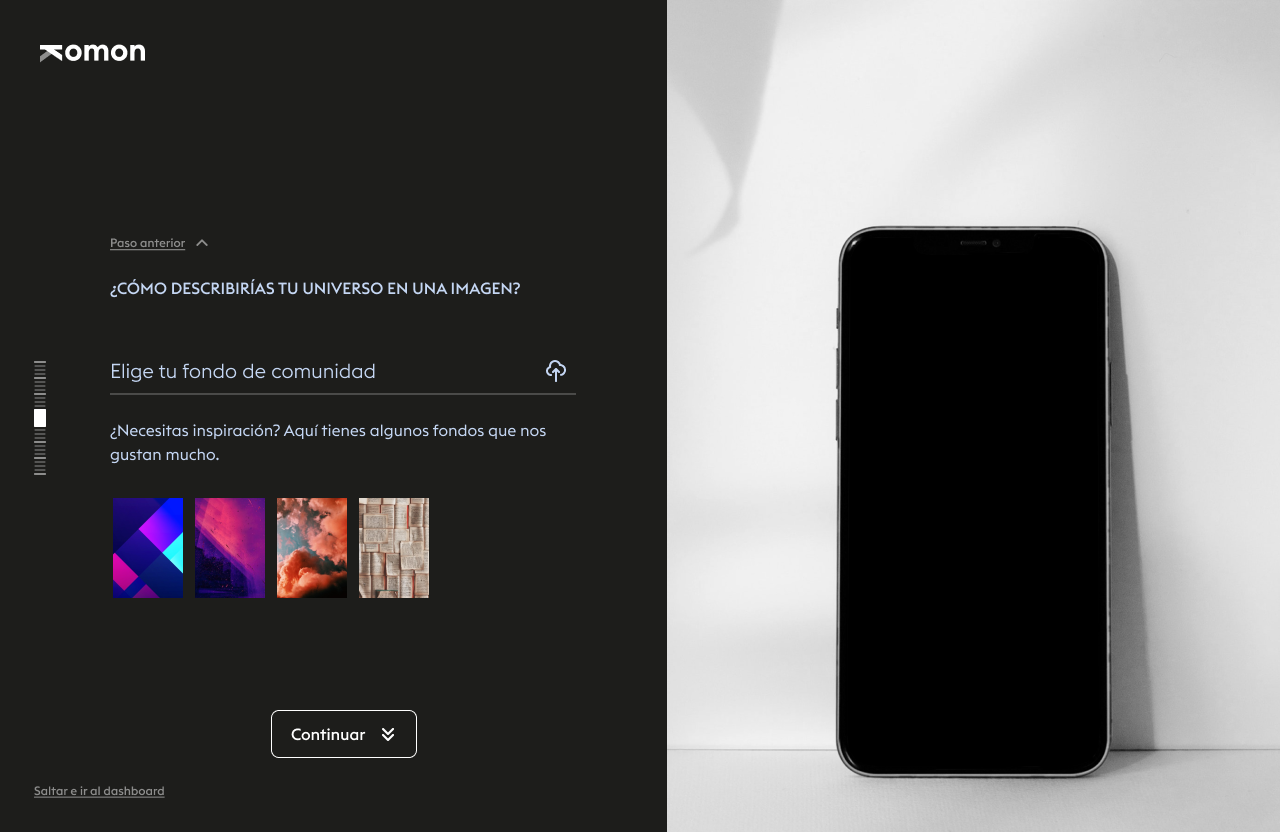 Komon
Paso anterior
¿CÓMO DESCRIBIRÍAS TU UNIVERSO EN UNA IMAGEN?
Elige tu fondo de comunidad
¿Necesitas inspiración? Aquí tienes algunos fondos que nos
gustan mucho.
Continuar
Saltar e ir al dashboard